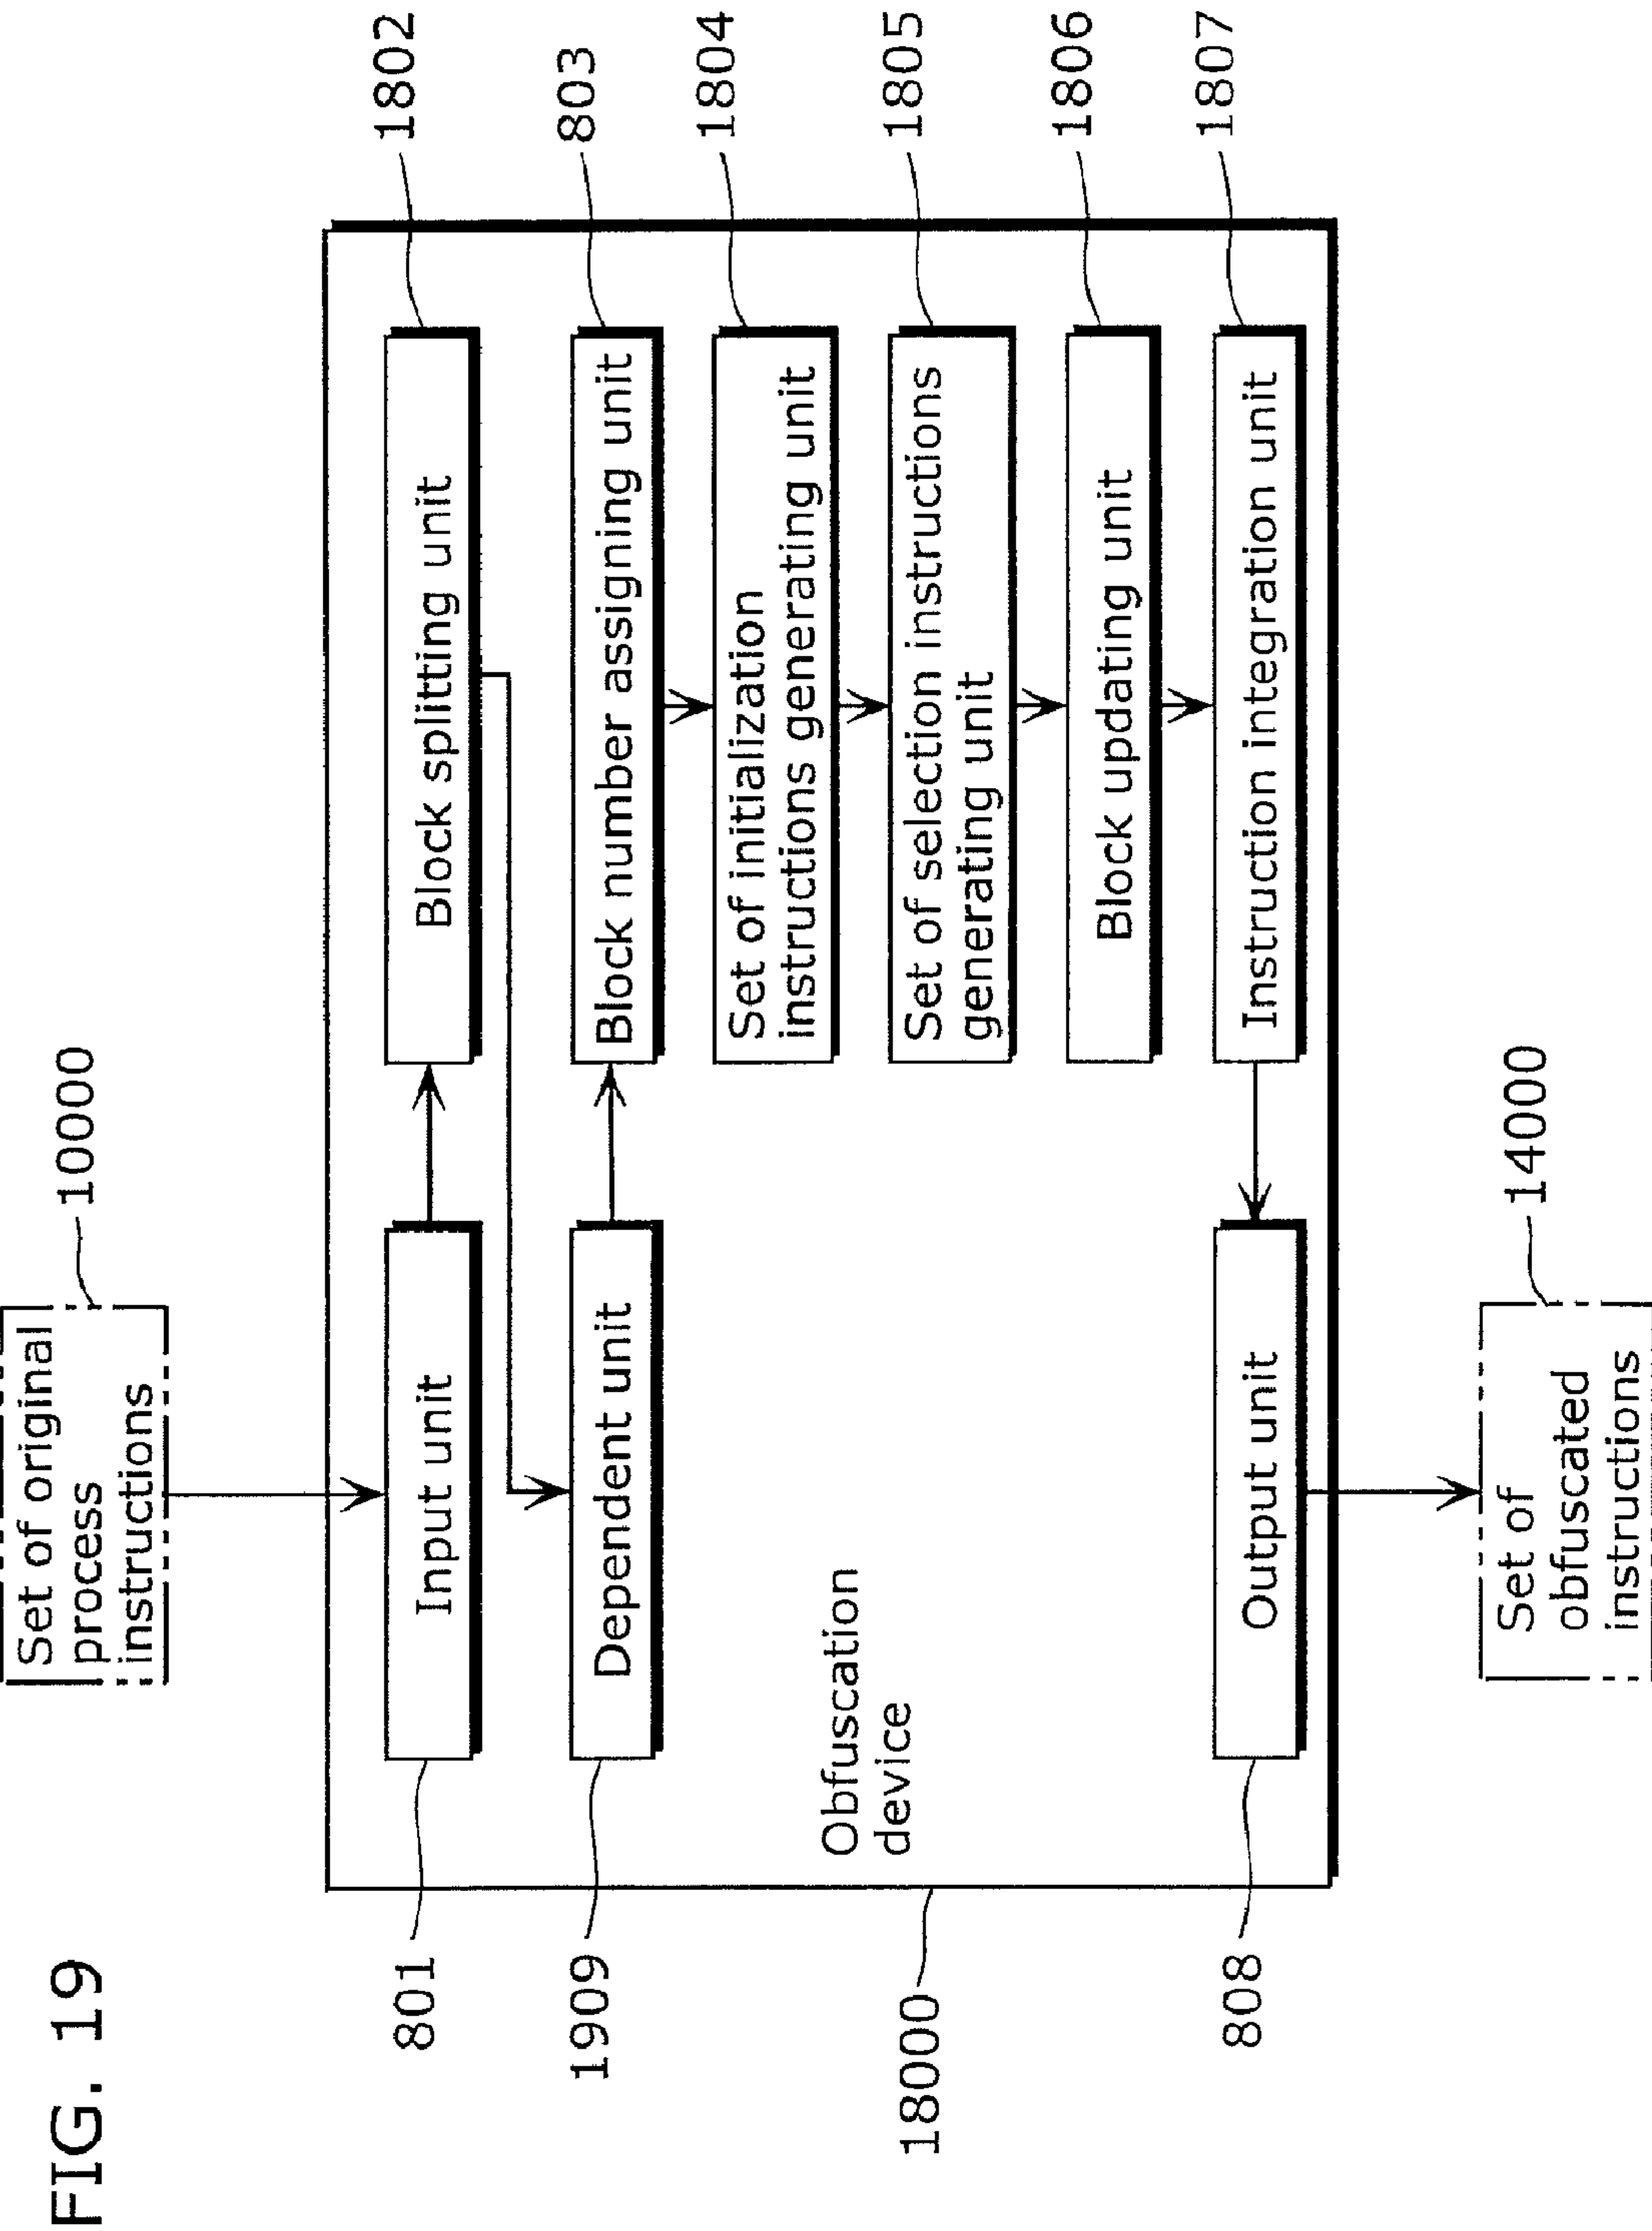 FIG. 19
Set of original
process
instructions
10000
801
Input unit
Block splitting unit
1802
1909
Dependent unit
Block number assigning unit
803
Set of initialization
instructions generating unit
1804
18000
Obfuscation
device
Set of selection instructions
generating unit
1805
Block updating unit
1806
808
Output unit
Instruction integration unit
1807
Set of
obfuscated
instructions
14000